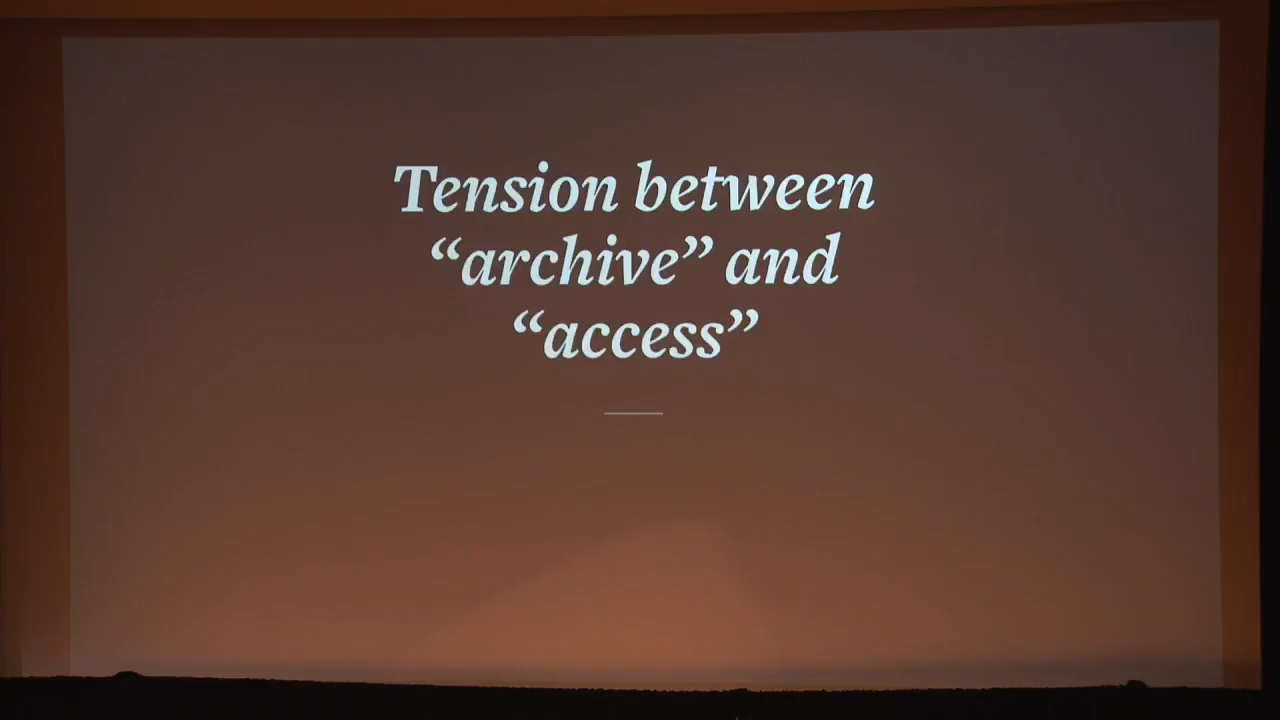 Tension between
“archive” and
“access”